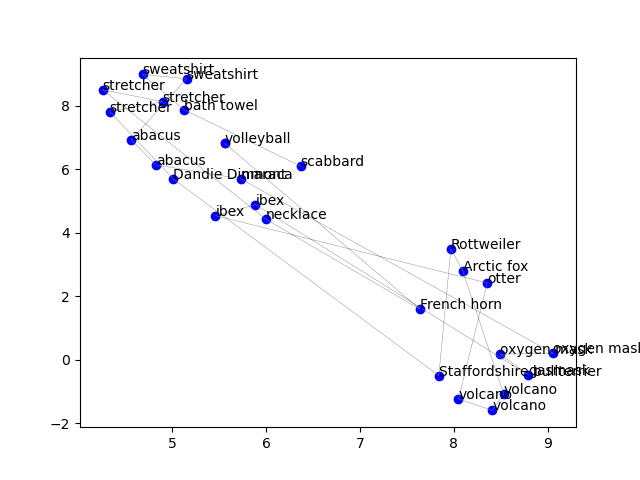 sweatshirt
sweatshirt
stretcher
stretcher
stretcher
bath towel
abacus
volleyball
abacus
scabbard
Dandie Dinmont
maraca
ibex
ibex
necklace
Rottweiler
Arctic fox
otter
French horn
oxygen mask
oxygen mask
Staffordshire bullterrier
gasmask
volcano
volcano
volcano
8
6
4
2
0
−2
5 6 7 8 9